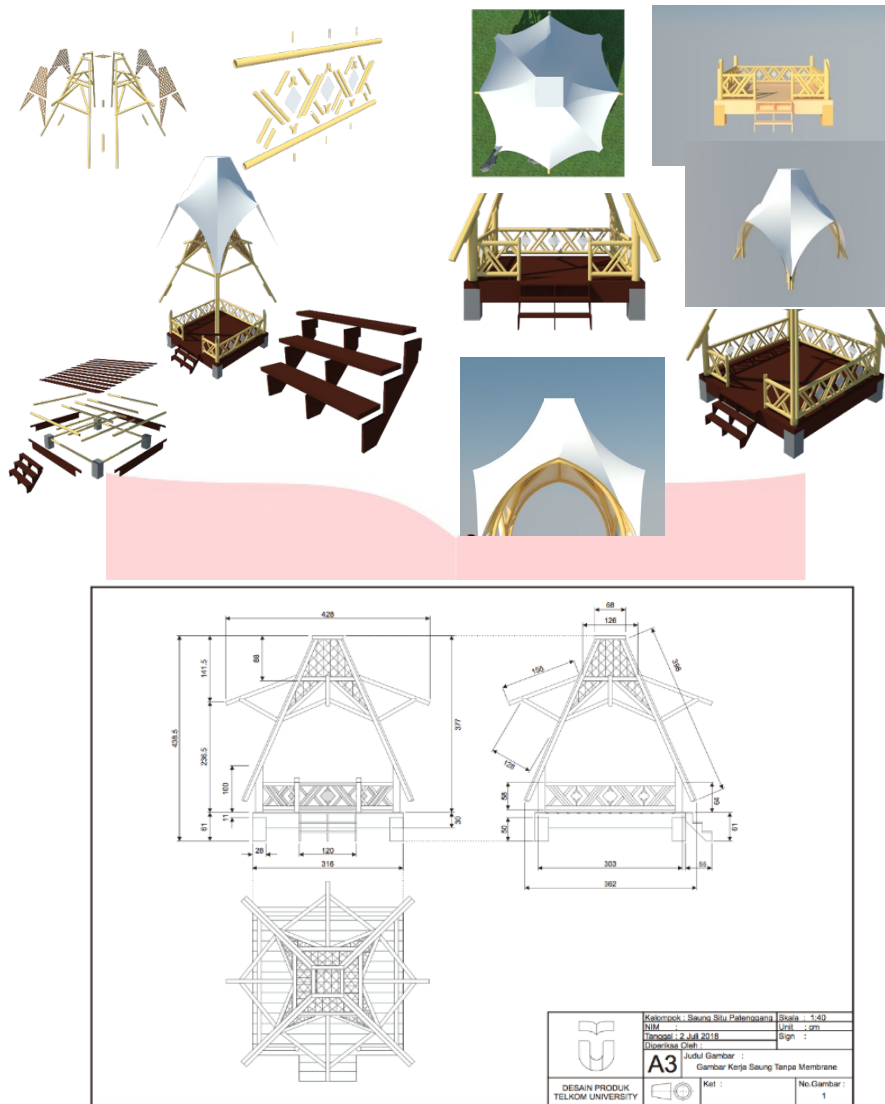 428
68
126
141.5
88
155
398
377
438.5
236.5
128
100
58
64
61
11
30
50
61
28
120
316
303
55
362
Kelompok : Saung Situ Patenggang
Skala : 1:40
NIM :
Unit : cm
Tanggal : 2 Juli 2018
Sign :
Diperiksa Oleh :
A3
Judul Gambar :
Gambar Kerja Saung Tanpa Membrane
DESAIN PRODUK
TELKOM UNIVERSITY
Ket :
No.Gambar :
1